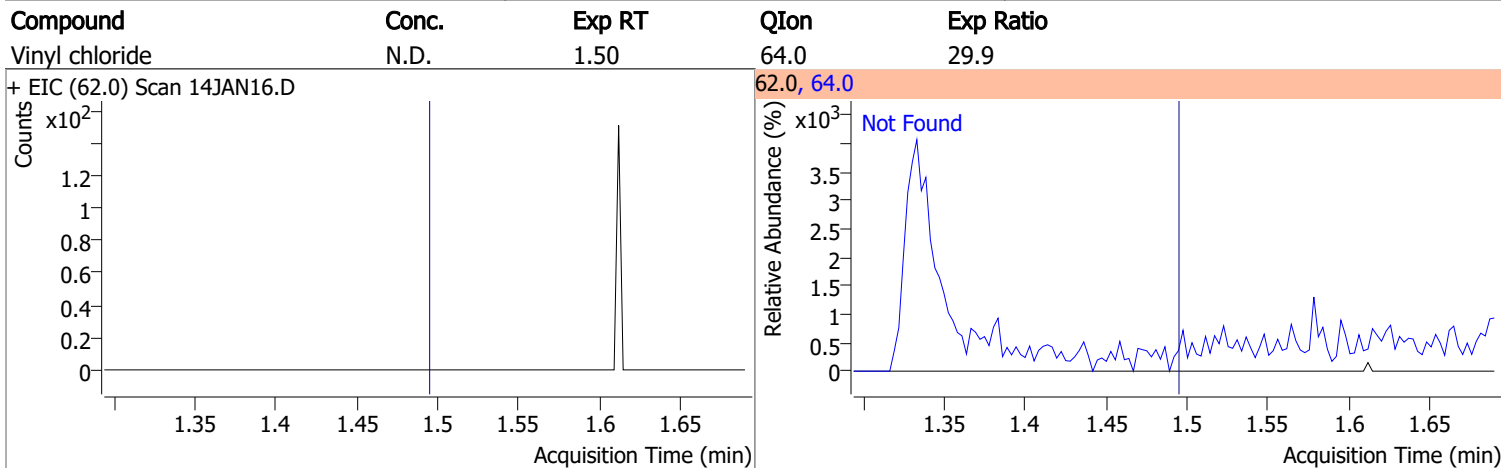 Compound Conc. Exp RT QIon Exp Ratio
Vinyl chloride N.D. 1.50 64.0 29.9
+ EIC (62.0) Scan 14JAN16.D
Counts
x10²
1.2
1
0.8
0.6
0.4
0.2
0
1.35 1.4 1.45 1.5 1.55 1.6 1.65
Acquisition Time (min)
62.0, 64.0
Relative Abundance (%)
x10³
Not Found
3.5
3
2.5
2
1.5
1
0.5
0
1.35 1.4 1.45 1.5 1.55 1.6 1.65
Acquisition Time (min)